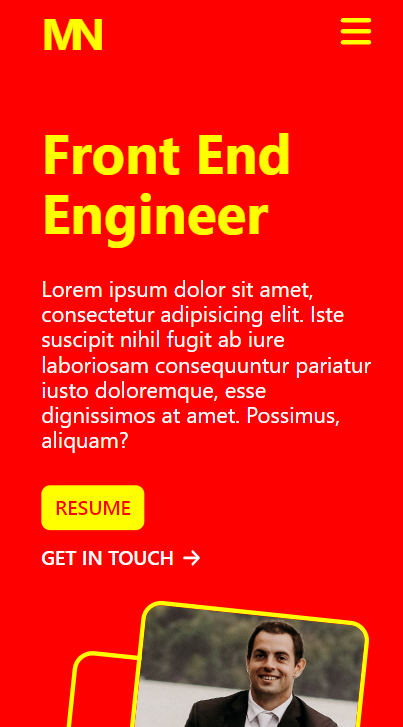 MN
Front End
Engineer
Lorem ipsum dolor sit amet,
consectetur adipisicing elit. Iste
suscipit nihil fugit ab iure
laboriosam consequuntur pariatur
iusto doloremque, esse
dignissimos at amet. Possimus,
aliquam?
RESUME
GET IN TOUCH →